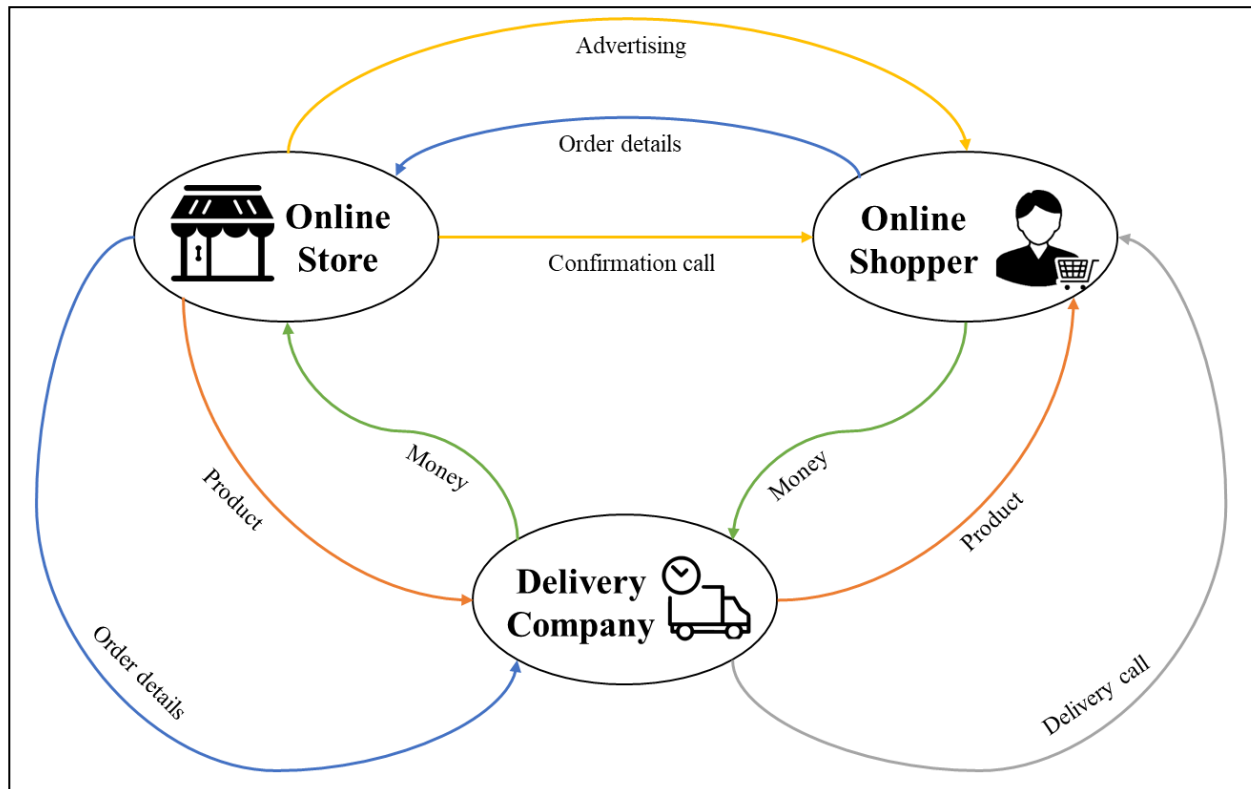 Advertising
Order details
Online
Store
Online
Shopper
Confirmation call
Product
Money
Money
Product
Delivery
Company
Order details
Delivery call